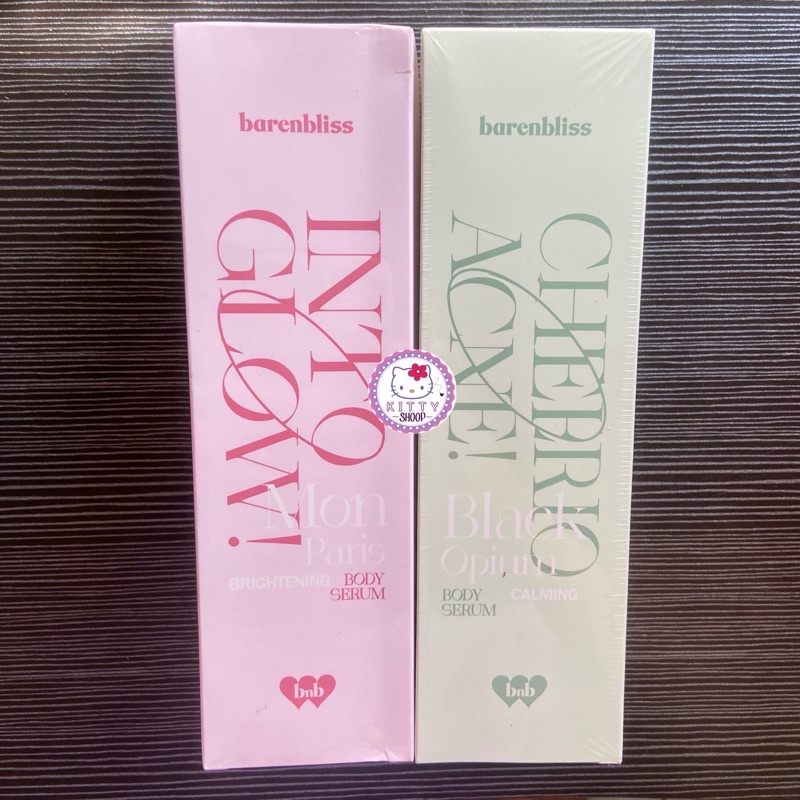 barenbliss
INTO
GLOW!
Mon
Paris
BRIGHTENING BODY
SERUM
bnb
KITTY
SHOOP
barenbliss
CHEERIO
ACNE!
Black
Opium
BODY CALMING
SERUM
bnb